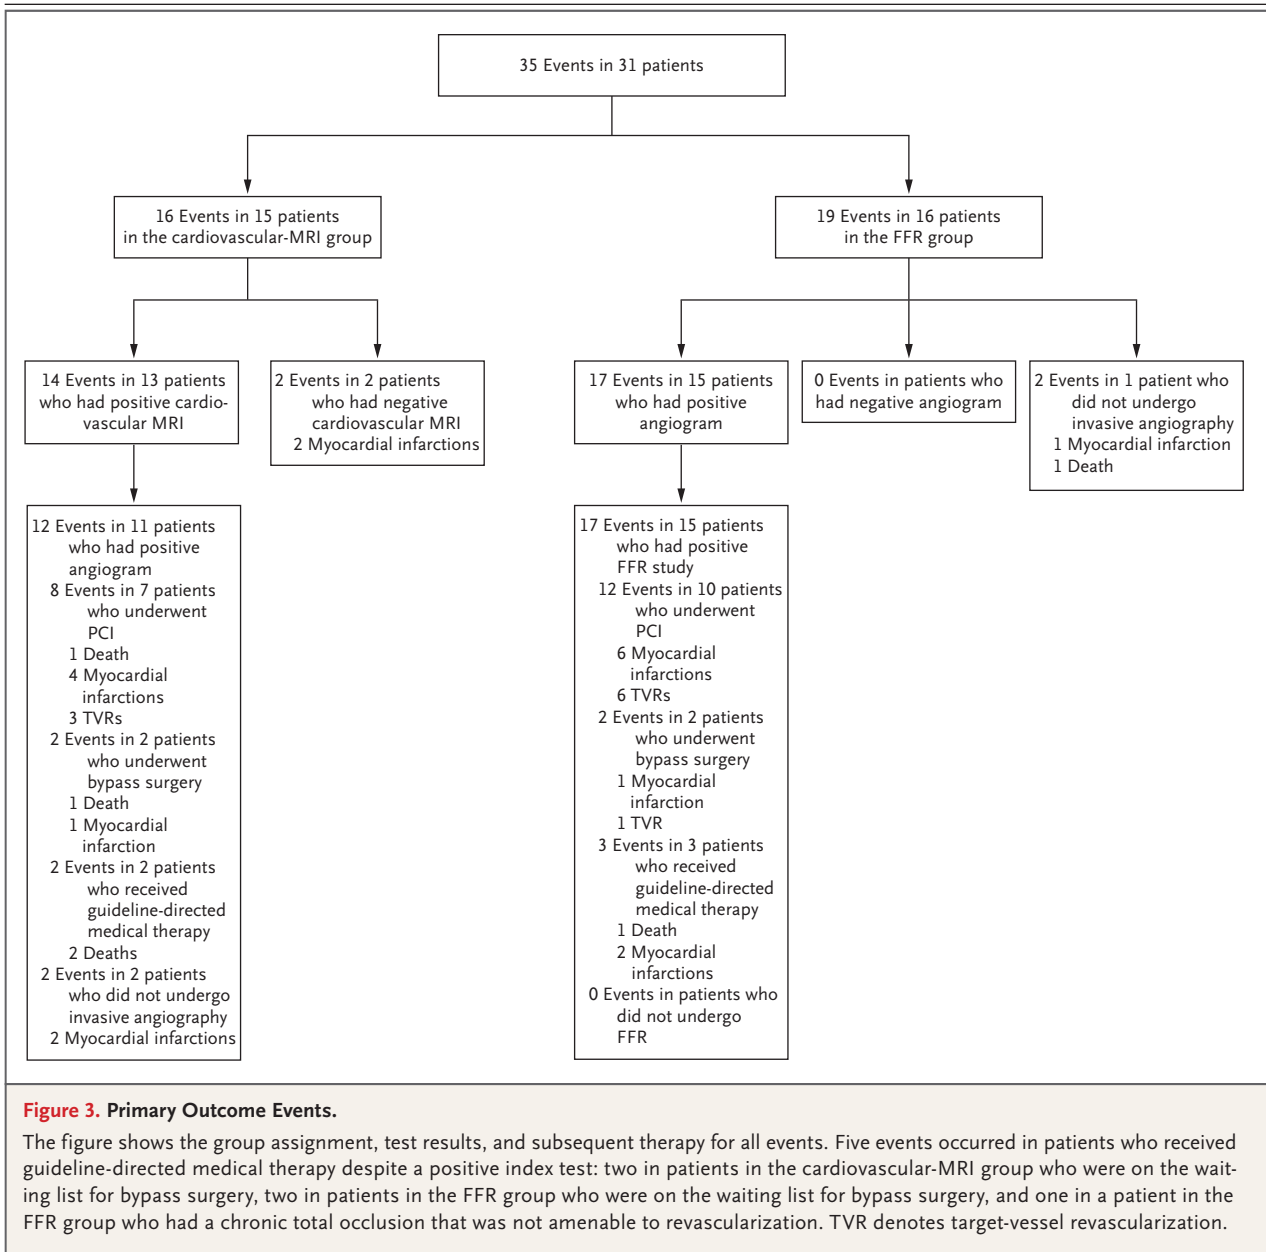 35 Events in 31 patients
16 Events in 15 patients
in the cardiovascular-MRI group
19 Events in 16 patients
in the FFR group
14 Events in 13 patients
who had positive cardio-
vascular MRI
2 Events in 2 patients
who had negative
cardiovascular MRI
2 Myocardial infarctions
17 Events in 15 patients
who had positive
angiogram
0 Events in patients who
had negative angiogram
2 Events in 1 patient who
did not undergo
invasive angiography
1 Myocardial infarction
1 Death
12 Events in 11 patients
who had positive
angiogram
8 Events in 7 patients
who underwent
PCI
1 Death
4 Myocardial
infarctions
3 TVRs
2 Events in 2 patients
who underwent
bypass surgery
1 Death
1 Myocardial
infarction
2 Events in 2 patients
who received
guideline-directed
medical therapy
2 Deaths
2 Events in 2 patients
who did not undergo
invasive angiography
2 Myocardial infarctions
17 Events in 15 patients
who had positive
FFR study
12 Events in 10 patients
who underwent
PCI
6 Myocardial
infarctions
6 TVRs
2 Events in 2 patients
who underwent
bypass surgery
1 Myocardial
infarction
1 TVR
3 Events in 3 patients
who received
guideline-directed
medical therapy
1 Death
2 Myocardial
infarctions
0 Events in patients who
did not undergo
FFR
Figure 3. Primary Outcome Events.
The figure shows the group assignment, test results, and subsequent therapy for all events. Five events occurred in patients who received
guideline-directed medical therapy despite a positive index test: two in patients in the cardiovascular-MRI group who were on the wait-
ing list for bypass surgery, two in patients in the FFR group who were on the waiting list for bypass surgery, and one in a patient in the
FFR group who had a chronic total occlusion that was not amenable to revascularization. TVR denotes target-vessel revascularization.